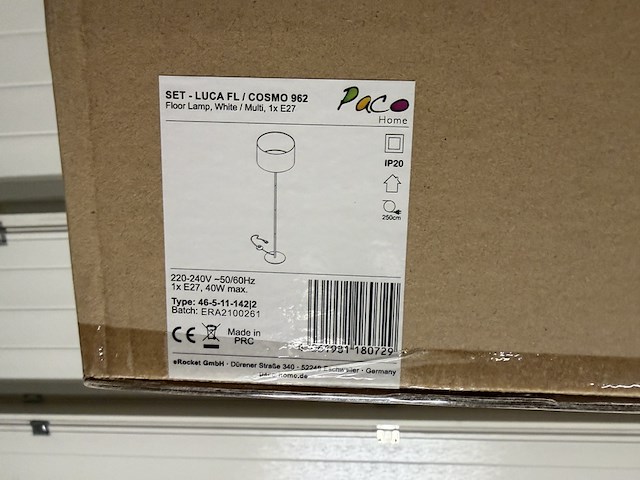 SET - LUCA FL / COSMO 962
Floor Lamp, White / Multi, 1x E27
Paco
Home
IP20
250cm
220-240V ~50/60Hz
1x E27, 40W max.
Type: 46-5-11-142|2
Batch: ERA2100261
CE
Made in
PRC
180729
eRocket GmbH · Dürener Straße 340 · 52249 Eschweiler · Germany